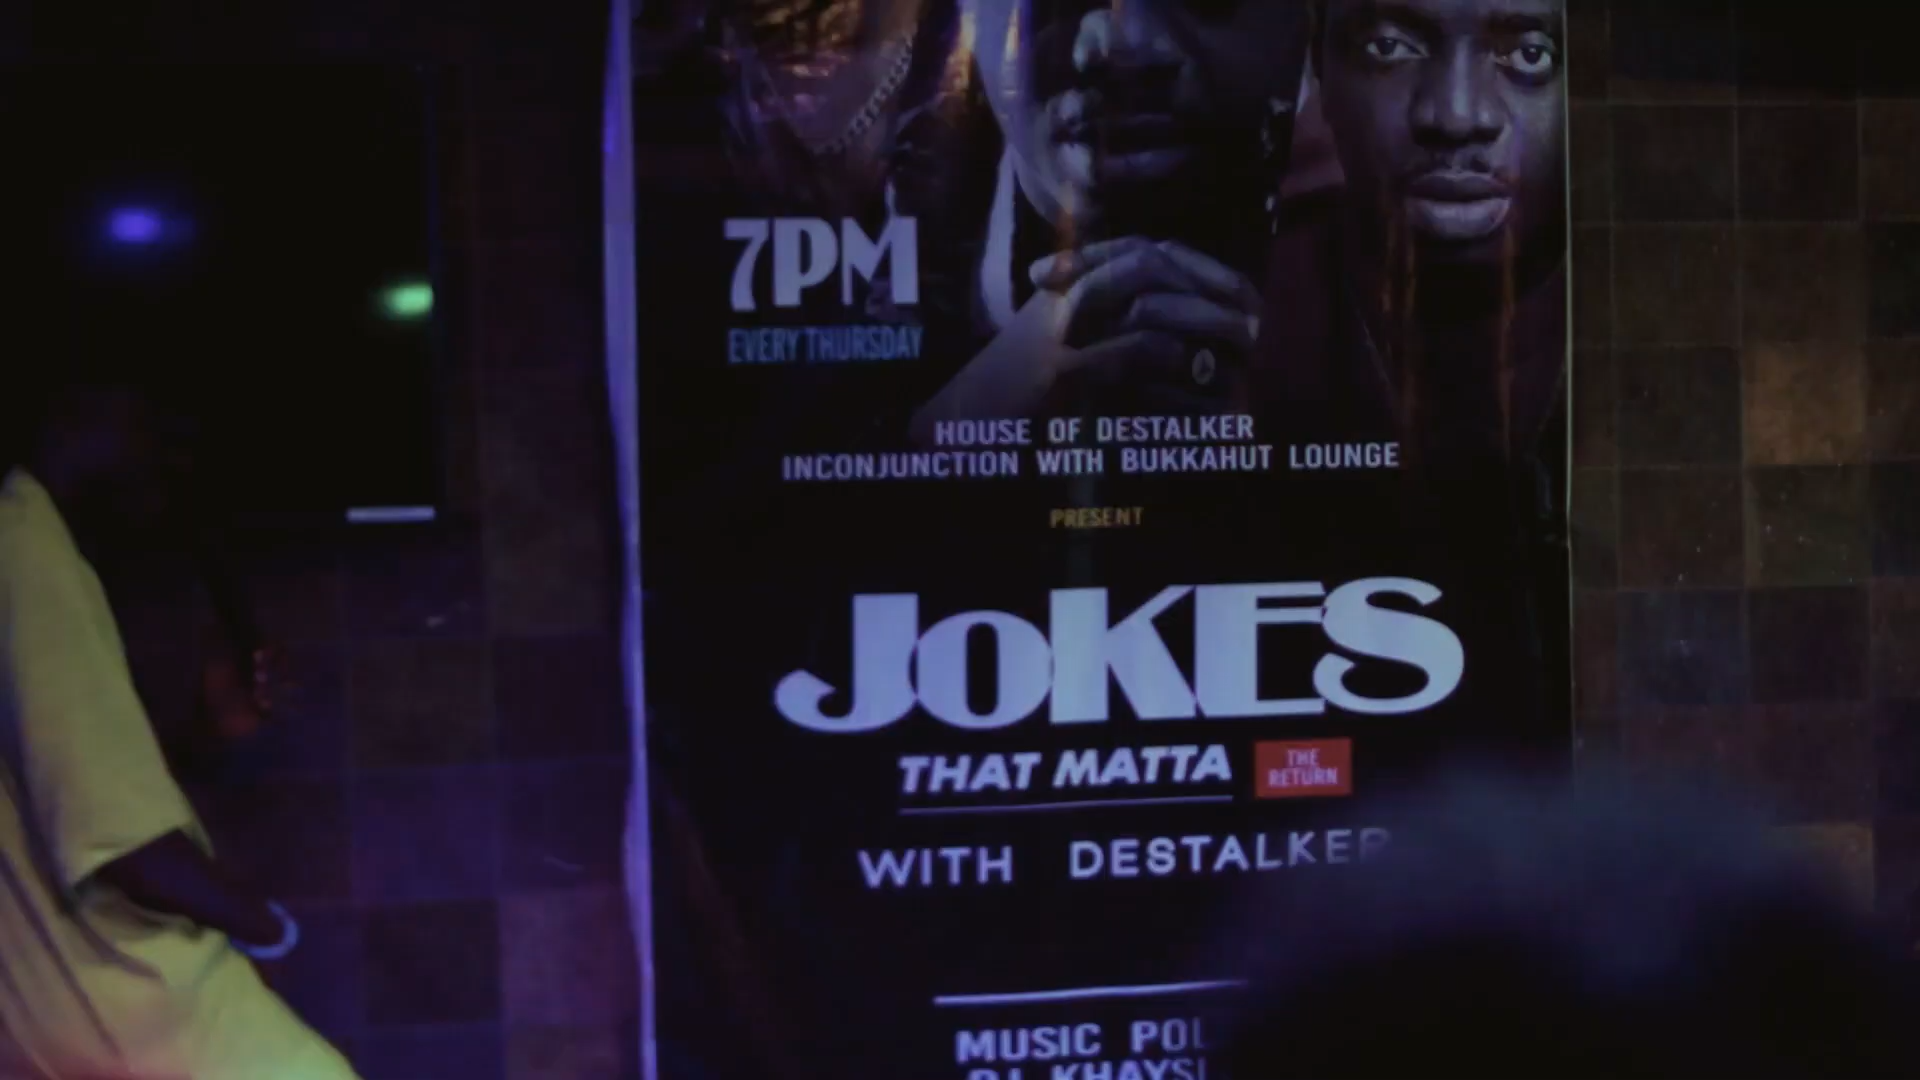 7PM
EVERY THURSDAY
HOUSE OF DESTALKER
INCONJUNCTION WITH BUKKAHUT LOUNGE
PRESENT
JOKES
THAT MATTA
THE
RETURN
WITH DESTALKER
MUSIC
DJ